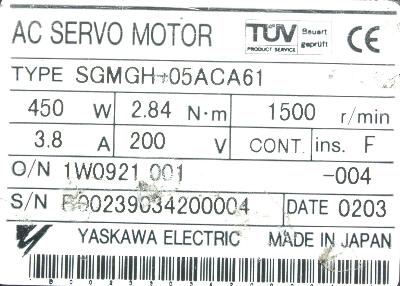 AC SERVO MOTOR TÜV Bauart geprüft PRODUCT SERVICE CE
TYPE SGMGH-05ACA61
450 W 2.84 N·m 1500 r/min
3.8 A 200 V CONT. ins. F
O/N 1W0921 001 -004
S/N B00239034200004 DATE 0203
YASKAWA ELECTRIC MADE IN JAPAN